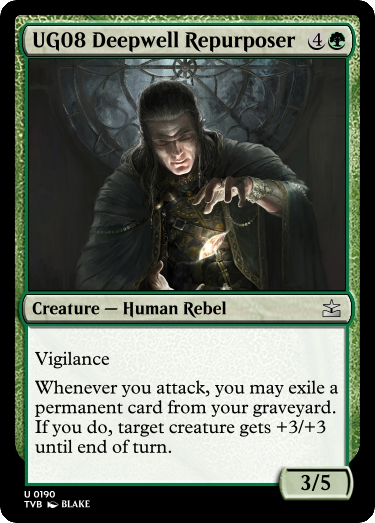 UG08 Deepwell Repurposer 4
Creature — Human Rebel
Vigilance
Whenever you attack, you may exile a
permanent card from your graveyard.
If you do, target creature gets +3/+3
until end of turn.
3/5
U 0190
TVB BLAKE